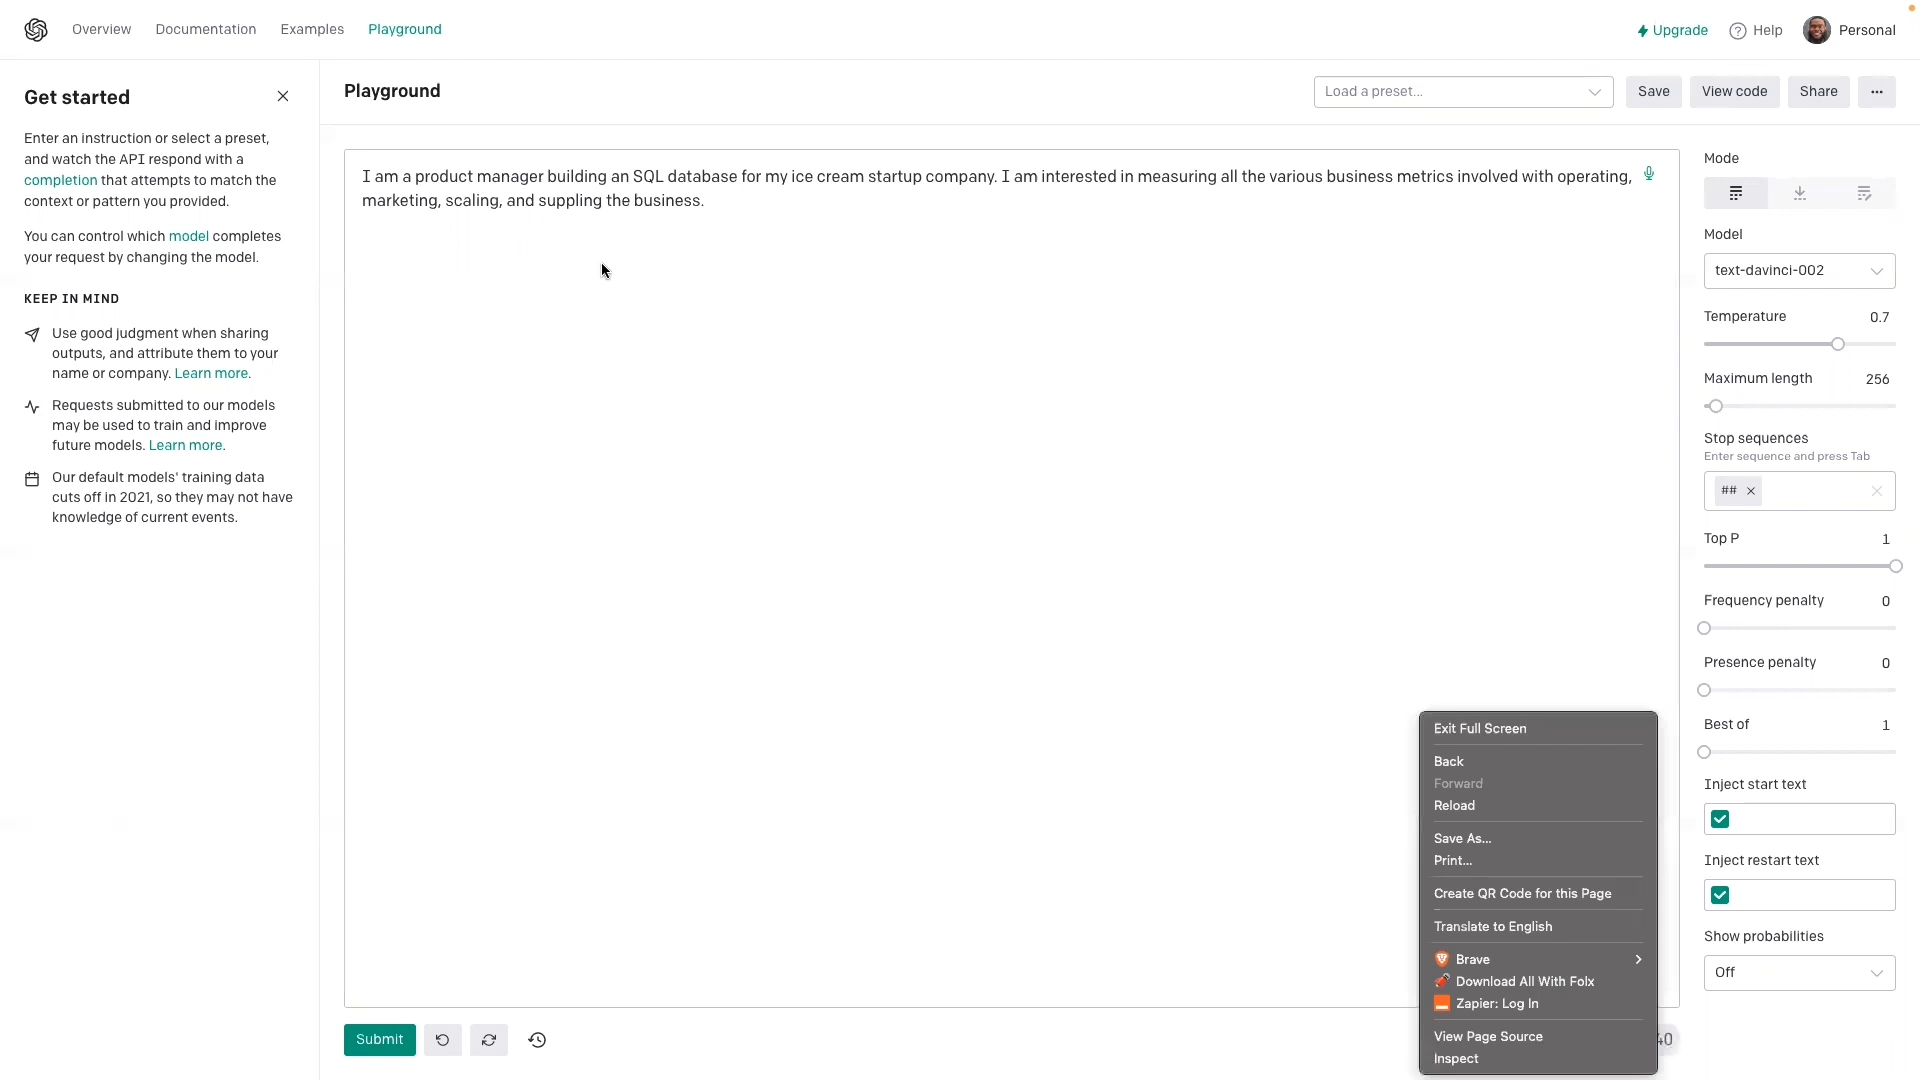 Overview Documentation Examples Playground
Upgrade Help Personal
Get started
Enter an instruction or select a preset,
and watch the API respond with a
completion that attempts to match the
context or pattern you provided.
You can control which model completes
your request by changing the model.
KEEP IN MIND
Use good judgment when sharing
outputs, and attribute them to your
name or company. Learn more.
Requests submitted to our models
may be used to train and improve
future models. Learn more.
Our default models' training data
cuts off in 2021, so they may not have
knowledge of current events.
Playground
Load a preset...
Save
View code
Share
...
I am a product manager building an SQL database for my ice cream startup company. I am interested in measuring all the various business metrics involved with operating,
marketing, scaling, and suppling the business.
Submit
Exit Full Screen
Back
Forward
Reload
Save As...
Print...
Create QR Code for this Page
Translate to English
Brave
Download All With Folx
Zapier: Log In
View Page Source
Inspect
Mode
Model
text-davinci-002
Temperature 0.7
Maximum length 256
Stop sequences
Enter sequence and press Tab
##
Top P 1
Frequency penalty 0
Presence penalty 0
Best of 1
Inject start text
Inject restart text
Show probabilities
Off